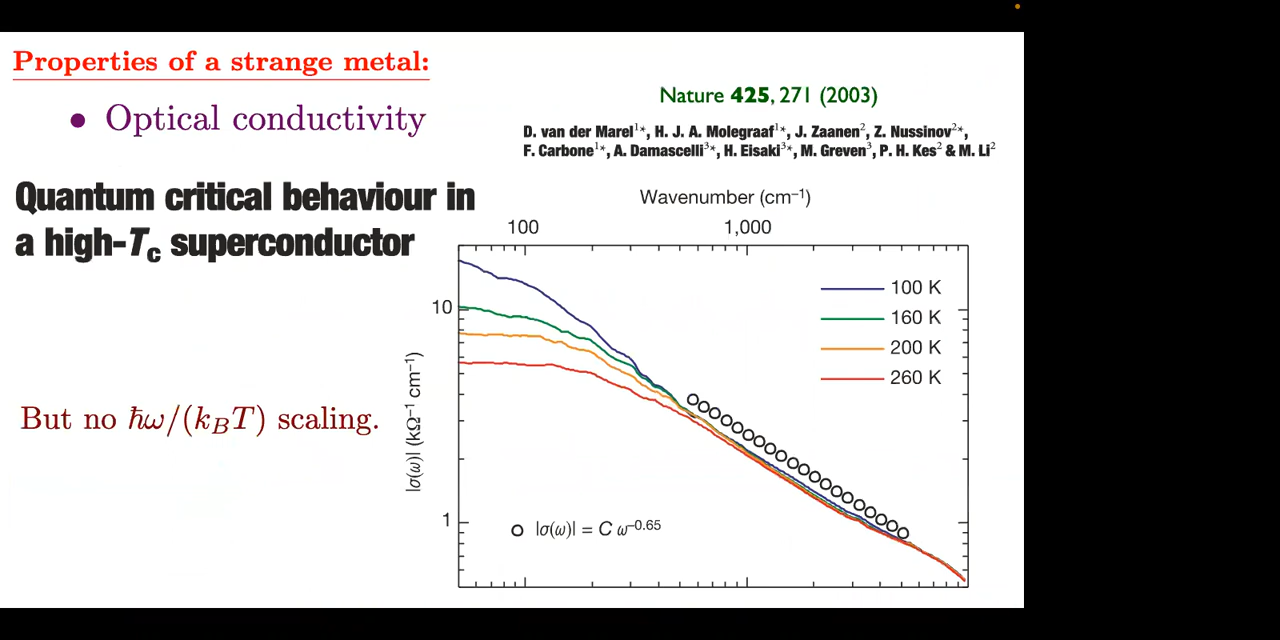 Properties of a strange metal:
• Optical conductivity
Nature 425, 271 (2003)
D. van der Marel¹*, H. J. A. Molegraaf¹*, J. Zaanen², Z. Nussinov²*,
F. Carbone¹*, A. Damascelli³*, H. Eisaki³*, M. Greven³, P. H. Kes² & M. Li²
Quantum critical behaviour in
a high-Tc superconductor
Wavenumber (cm⁻¹)
100 1,000
100 K
160 K
200 K
260 K
10
1
|σ(ω)| (kΩ⁻¹ cm⁻¹)
But no ħω/(k_BT) scaling.
|σ(ω)| = C ω⁻⁰·⁶⁵